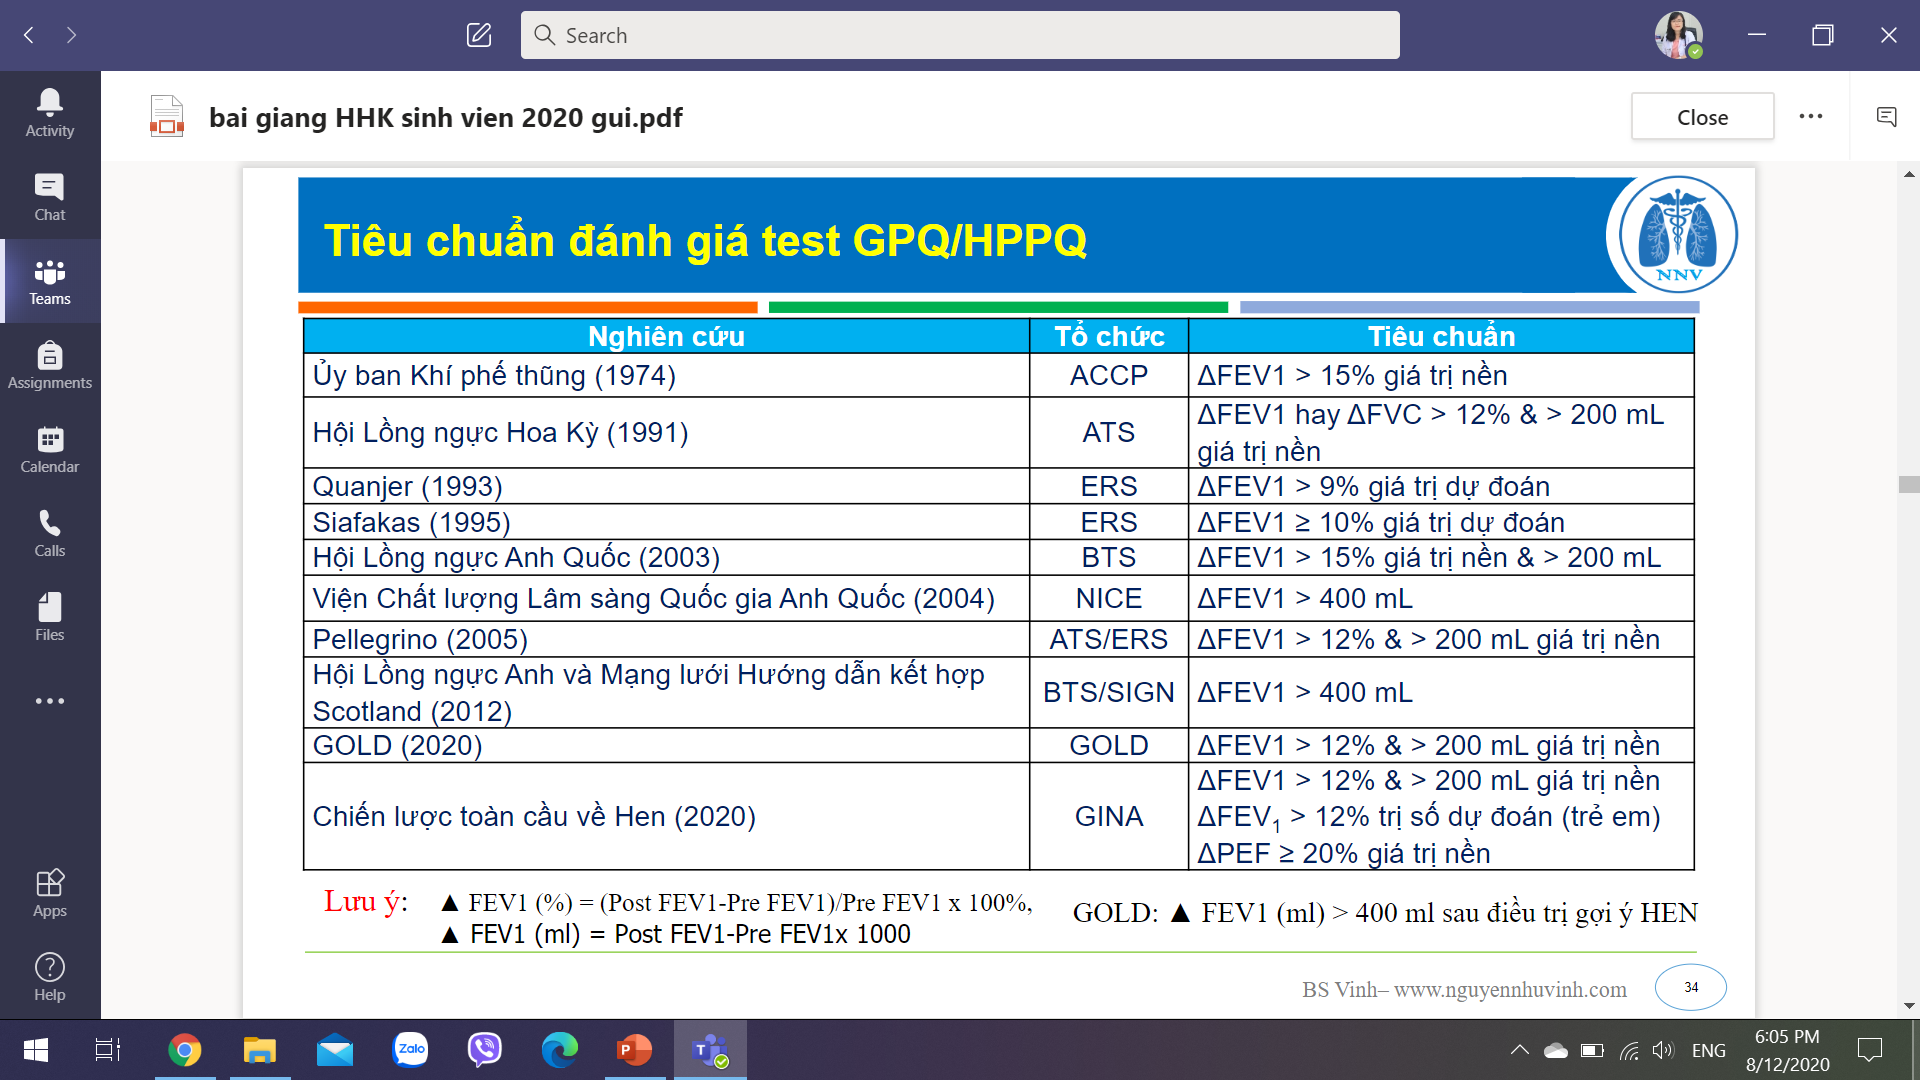 Search
Activity
Chat
Teams
Assignments
Calendar
Calls
Files
Apps
Help
bai giang HHK sinh vien 2020 gui.pdf
Close
Tiêu chuẩn đánh giá test GPQ/HPPQ
NNV
Nghiên cứu Tổ chức Tiêu chuẩn
Ủy ban Khí phế thũng (1974) ACCP ΔFEV1 > 15% giá trị nền
Hội Lồng ngực Hoa Kỳ (1991) ATS ΔFEV1 hay ΔFVC > 12% & > 200 mL
giá trị nền
Quanjer (1993) ERS ΔFEV1 > 9% giá trị dự đoán
Siafakas (1995) ERS ΔFEV1 ≥ 10% giá trị dự đoán
Hội Lồng ngực Anh Quốc (2003) BTS ΔFEV1 > 15% giá trị nền & > 200 mL
Viện Chất lượng Lâm sàng Quốc gia Anh Quốc (2004) NICE ΔFEV1 > 400 mL
Pellegrino (2005) ATS/ERS ΔFEV1 > 12% & > 200 mL giá trị nền
Hội Lồng ngực Anh và Mạng lưới Hướng dẫn kết hợp
Scotland (2012) BTS/SIGN ΔFEV1 > 400 mL
GOLD (2020) GOLD ΔFEV1 > 12% & > 200 mL giá trị nền
Chiến lược toàn cầu về Hen (2020) GINA ΔFEV1 > 12% & > 200 mL giá trị nền
ΔFEV₁ > 12% trị số dự đoán (trẻ em)
ΔPEF ≥ 20% giá trị nền
Lưu ý: ▲ FEV1 (%) = (Post FEV1-Pre FEV1)/Pre FEV1 x 100%,
▲ FEV1 (ml) = Post FEV1-Pre FEV1x 1000
GOLD: ▲ FEV1 (ml) > 400 ml sau điều trị gợi ý HEN
BS Vinh– www.nguyennhuvinh.com
34
Zalo
ENG
6:05 PM
8/12/2020